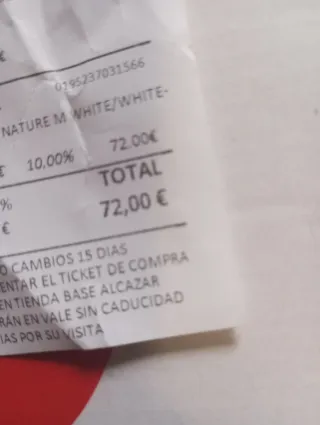 €
0195237031566
NATURE M WHITE/WHITE-
€ 10,00% 72.00€
TOTAL
% 72,00 €
€
O CAMBIOS 15 DIAS
ENTAR EL TICKET DE COMPRA
EN TIENDA BASE ALCAZAR
RÁN EN VALE SIN CADUCIDAD
IAS POR SU VISITA